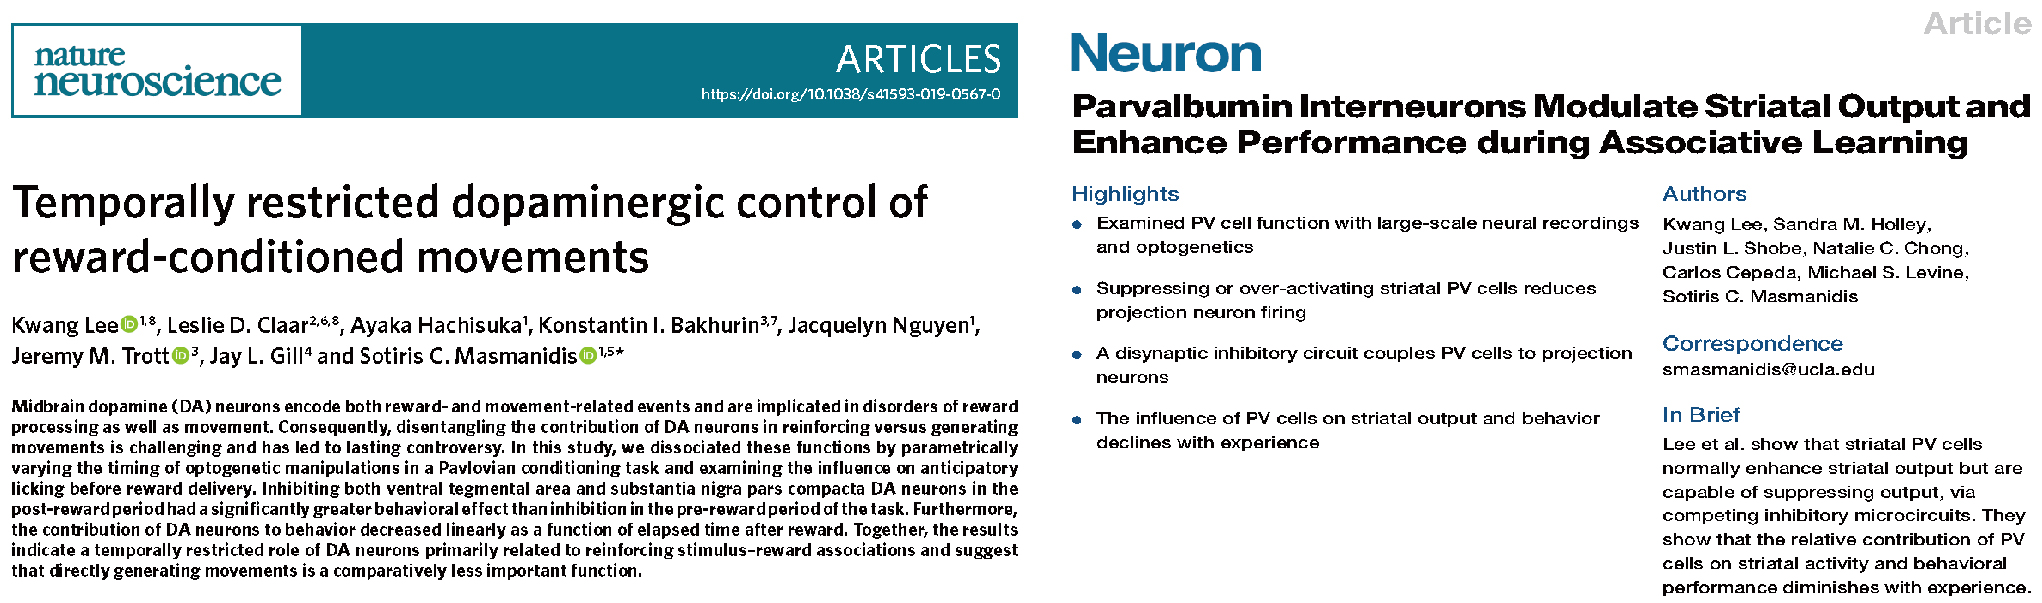 nature
neuroscience
ARTICLES
https://doi.org/10.1038/s41593-019-0567-0
Temporally restricted dopaminergic control of
reward-conditioned movements
Kwang Lee iD 1,8, Leslie D. Claar2,6,8, Ayaka Hachisuka1, Konstantin I. Bakhurin3,7, Jacquelyn Nguyen1,
Jeremy M. Trott iD 3, Jay L. Gill4 and Sotiris C. Masmanidis iD 1,5*
Midbrain dopamine (DA) neurons encode both reward- and movement-related events and are implicated in disorders of reward
processing as well as movement. Consequently, disentangling the contribution of DA neurons in reinforcing versus generating
movements is challenging and has led to lasting controversy. In this study, we dissociated these functions by parametrically
varying the timing of optogenetic manipulations in a Pavlovian conditioning task and examining the influence on anticipatory
licking before reward delivery. Inhibiting both ventral tegmental area and substantia nigra pars compacta DA neurons in the
post-reward period had a significantly greater behavioral effect than inhibition in the pre-reward period of the task. Furthermore,
the contribution of DA neurons to behavior decreased linearly as a function of elapsed time after reward. Together, the results
indicate a temporally restricted role of DA neurons primarily related to reinforcing stimulus–reward associations and suggest
that directly generating movements is a comparatively less important function.
Article
Neuron
Parvalbumin Interneurons Modulate Striatal Output and
Enhance Performance during Associative Learning
Highlights
• Examined PV cell function with large-scale neural recordings
and optogenetics
• Suppressing or over-activating striatal PV cells reduces
projection neuron firing
• A disynaptic inhibitory circuit couples PV cells to projection
neurons
• The influence of PV cells on striatal output and behavior
declines with experience
Authors
Kwang Lee, Sandra M. Holley,
Justin L. Shobe, Natalie C. Chong,
Carlos Cepeda, Michael S. Levine,
Sotiris C. Masmanidis
Correspondence
smasmanidis@ucla.edu
In Brief
Lee et al. show that striatal PV cells
normally enhance striatal output but are
capable of suppressing output, via
competing inhibitory microcircuits. They
show that the relative contribution of PV
cells on striatal activity and behavioral
performance diminishes with experience.